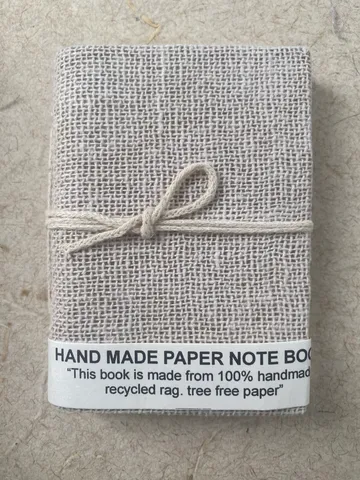 HAND MADE PAPER NOTE BOO
"This book is made from 100% handmad
recycled rag. tree free paper"